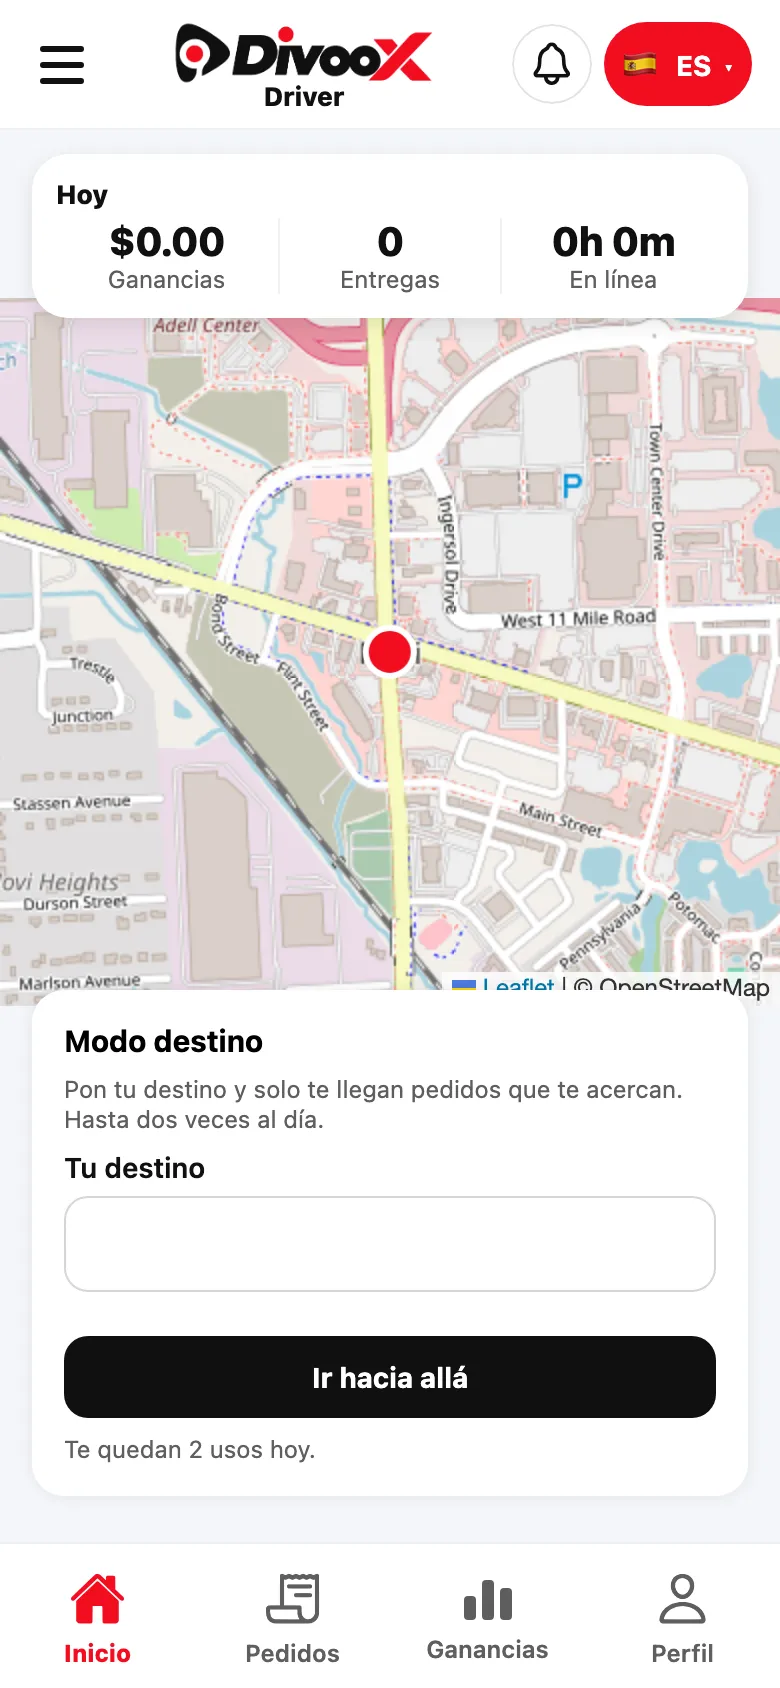 DivooX
Driver
ES
Hoy
$0.00
Ganancias
0
Entregas
0h 0m
En línea
Adell Center
Town Center Drive
P
Ingersol Drive
West 11 Mile Road
Bond Street
Flint Street
Trestle
Junction
Stassen Avenue
Main Street
ovi Heights
Durson Street
Potomac
Pennsylvania
Co
Marlson Avenue
Leaflet | © OpenStreetMap
Modo destino
Pon tu destino y solo te llegan pedidos que te acercan.
Hasta dos veces al día.
Tu destino
Ir hacia allá
Te quedan 2 usos hoy.
Inicio
Pedidos
Ganancias
Perfil